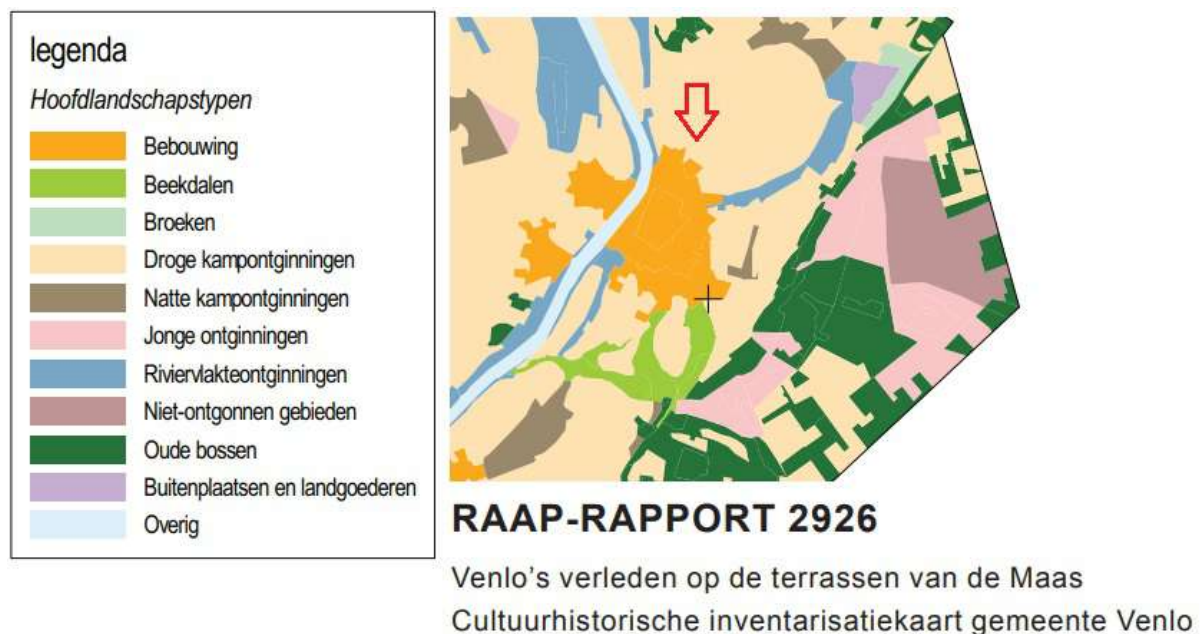 legenda
Hoofdlandschapstypen
Bebouwing
Beekdalen
Broeken
Droge kampontginningen
Natte kampontginningen
Jonge ontginningen
Riviervlakteontginningen
Niet-ontgonnen gebieden
Oude bossen
Buitenplaatsen en landgoederen
Overig
RAAP-RAPPORT 2926
Venlo's verleden op de terrassen van de Maas
Cultuurhistorische inventarisatiekaart gemeente Venlo